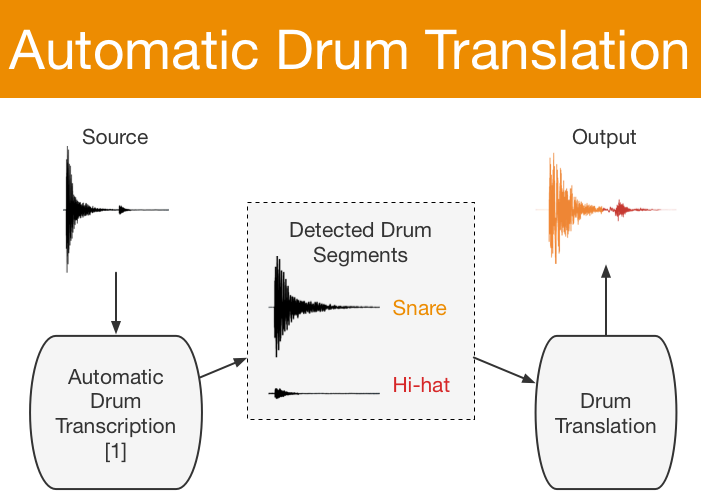 Automatic Drum Translation
Source
Output
Detected Drum
Segments
Snare
Hi-hat
Automatic
Drum
Transcription
[1]
Drum
Translation